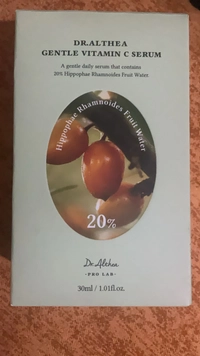 DR.ALTHEA
GENTLE VITAMIN C SERUM
A gentle daily serum that contains
20% Hippophae Rhamnoides Fruit Water
Hippophae Rhamnoides Fruit Water
20%
Dr.Althea
-PRO LAB-
30ml / 1.01fl.oz.